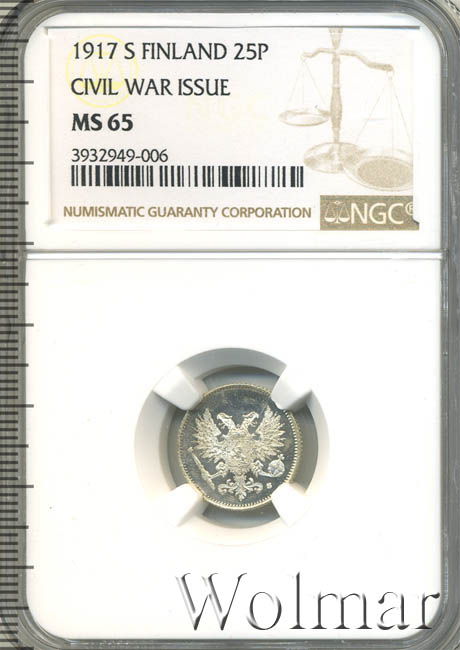 1917 S FINLAND 25P
CIVIL WAR ISSUE
MS 65
3932949-006
NUMISMATIC GUARANTY CORPORATION
NGC®
S
Wolmar